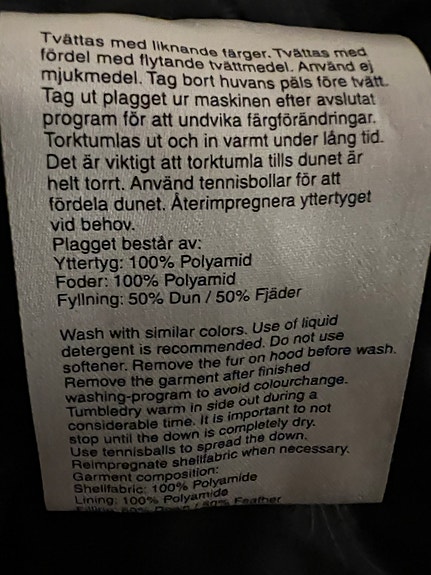 Tvättas med liknande färger. Tvättas med
fördel med flytande tvättmedel. Använd ej
mjukmedel. Tag bort huvans päls före tvätt.
Tag ut plagget ur maskinen efter avslutat
program för att undvika färgförändringar.
Torktumlas ut och in varmt under lång tid.
Det är viktigt att torktumla tills dunet är
helt torrt. Använd tennisbollar för att
fördela dunet. Återimpregnera yttertyget
vid behov.
Plagget består av:
Yttertyg: 100% Polyamid
Foder: 100% Polyamid
Fyllning: 50% Dun / 50% Fjäder
Wash with similar colors. Use of liquid
detergent is recommended. Do not use
softener. Remove the fur on hood before wash.
Remove the garment after finished
washing-program to avoid colourchange.
Tumbledry warm in side out during a
considerable time. It is important to not
stop until the down is completely dry.
Use tennisballs to spread the down.
Reimpregnate shellfabric when necessary.
Garment composition:
Shellfabric: 100% Polyamide
Lining: 100% Polyamide
Filling: 50% Down / 50% Feather